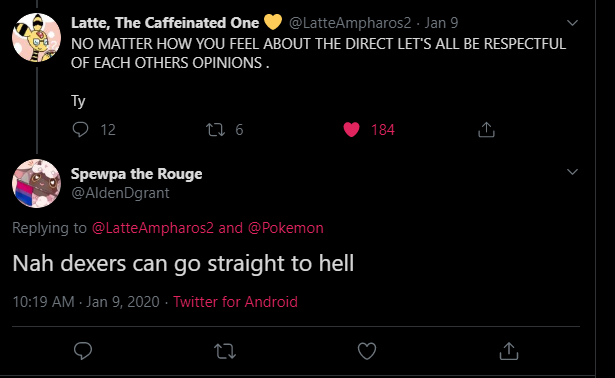 Latte, The Caffeinated One 💛 @LatteAmpharos2 · Jan 9
NO MATTER HOW YOU FEEL ABOUT THE DIRECT LET'S ALL BE RESPECTFUL
OF EACH OTHERS OPINIONS .
Ty
12 6 184
Spewpa the Rouge
@AldenDgrant
Replying to @LatteAmpharos2 and @Pokemon
Nah dexers can go straight to hell
10:19 AM · Jan 9, 2020 · Twitter for Android